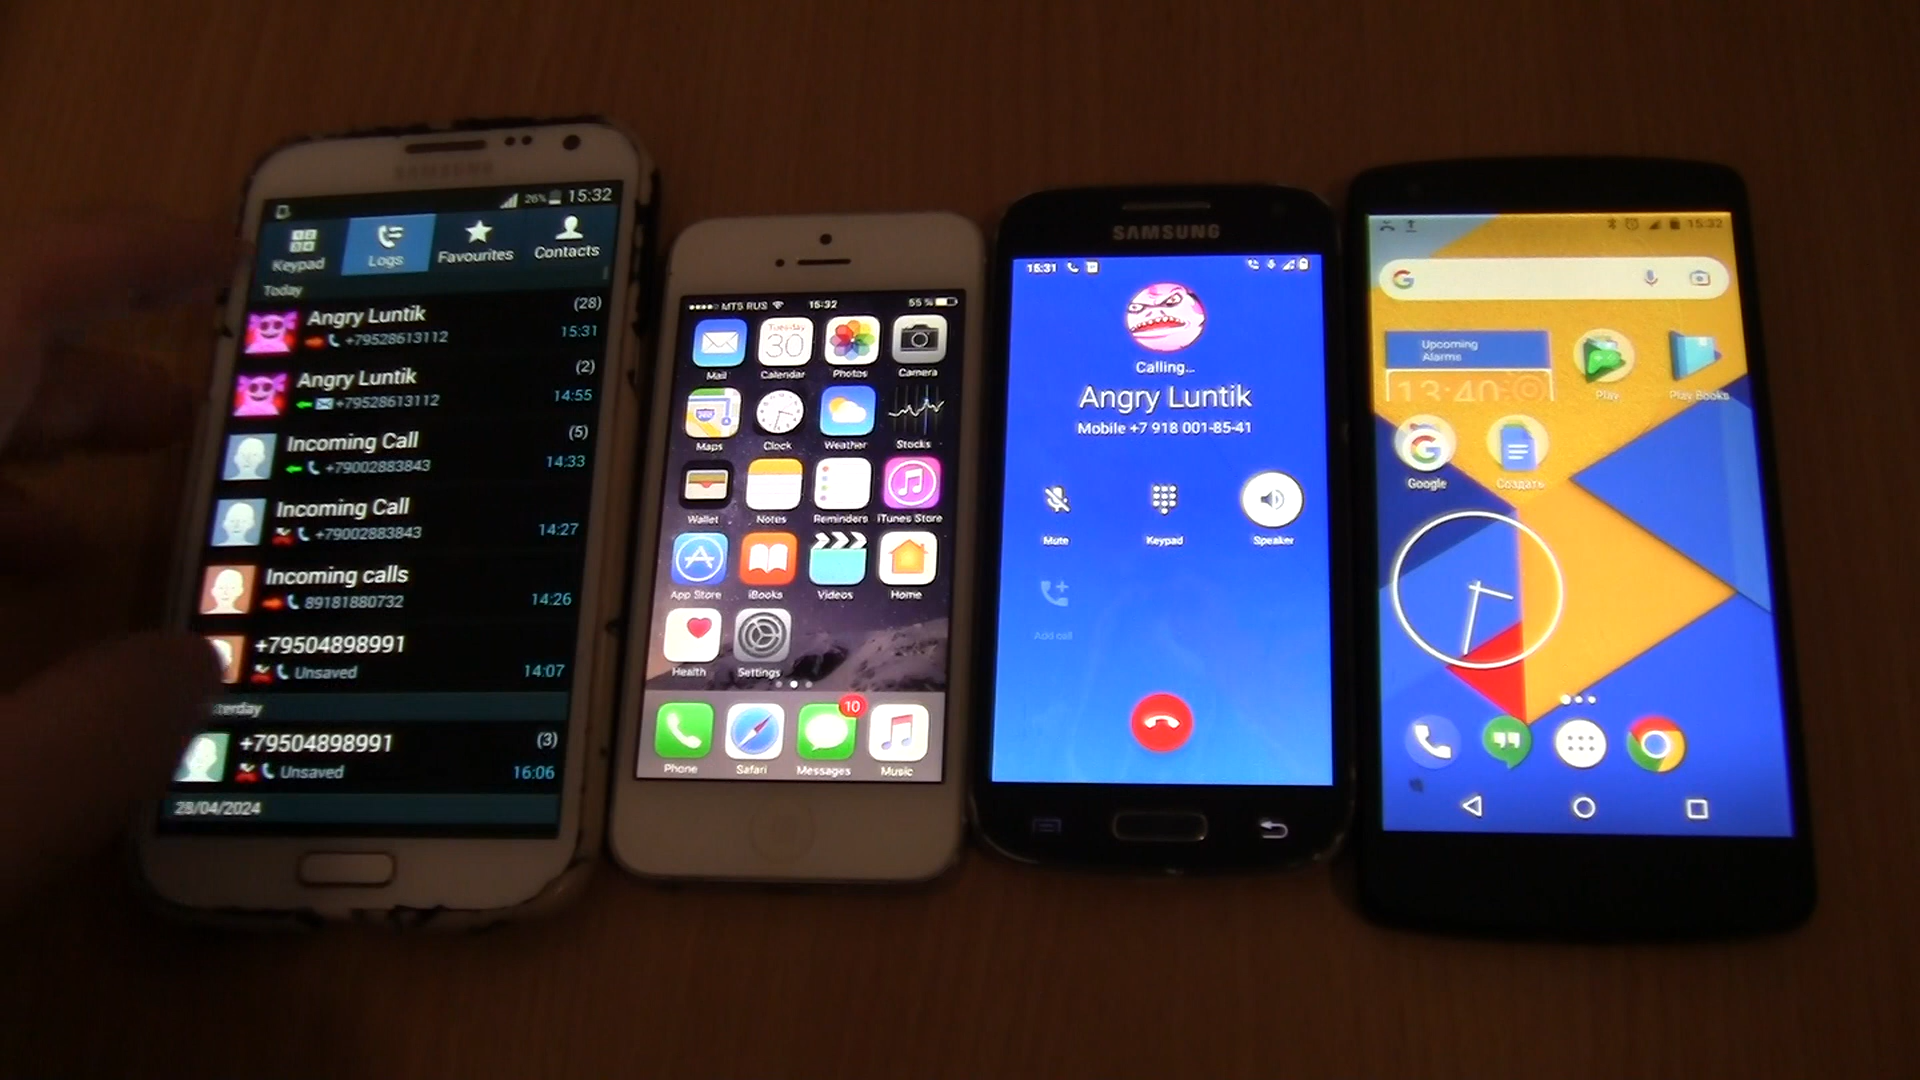 SAMSUNG
26% 15:32
Keypad
Logs
Favourites
Contacts
Today
Angry Luntik (28)
+79528613112 15:31
Angry Luntik (2)
+79528613112 14:55
Incoming Call (5)
+79002883843 14:33
Incoming Call
+79002883843 14:27
Incoming calls
89181880732 14:26
+79504898991
Unsaved 14:07
terday
+79504898991 (3)
Unsaved 16:06
28/04/2024
MTS RUS 15:32 55 %
Tuesday
30
Mail Calendar Photos Camera
Maps Clock Weather Stocks
Wallet Notes Reminders iTunes Store
App Store iBooks Videos Home
Health Settings
10
Phone Safari Messages Music
SAMSUNG
15:31
Calling...
Angry Luntik
Mobile +7 918 001-85-41
Mute Keypad Speaker
Add call
15:32
G
Upcoming
Alarms
13:40
Play Play Books
Google Создать